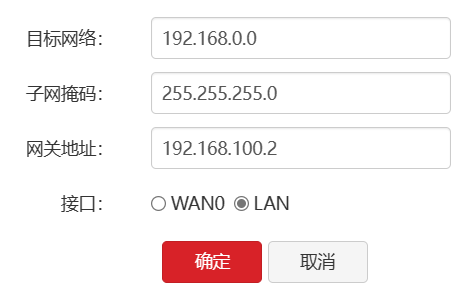 目标网络: 192.168.0.0
子网掩码: 255.255.255.0
网关地址: 192.168.100.2
接口: WAN0 LAN
确定 取消